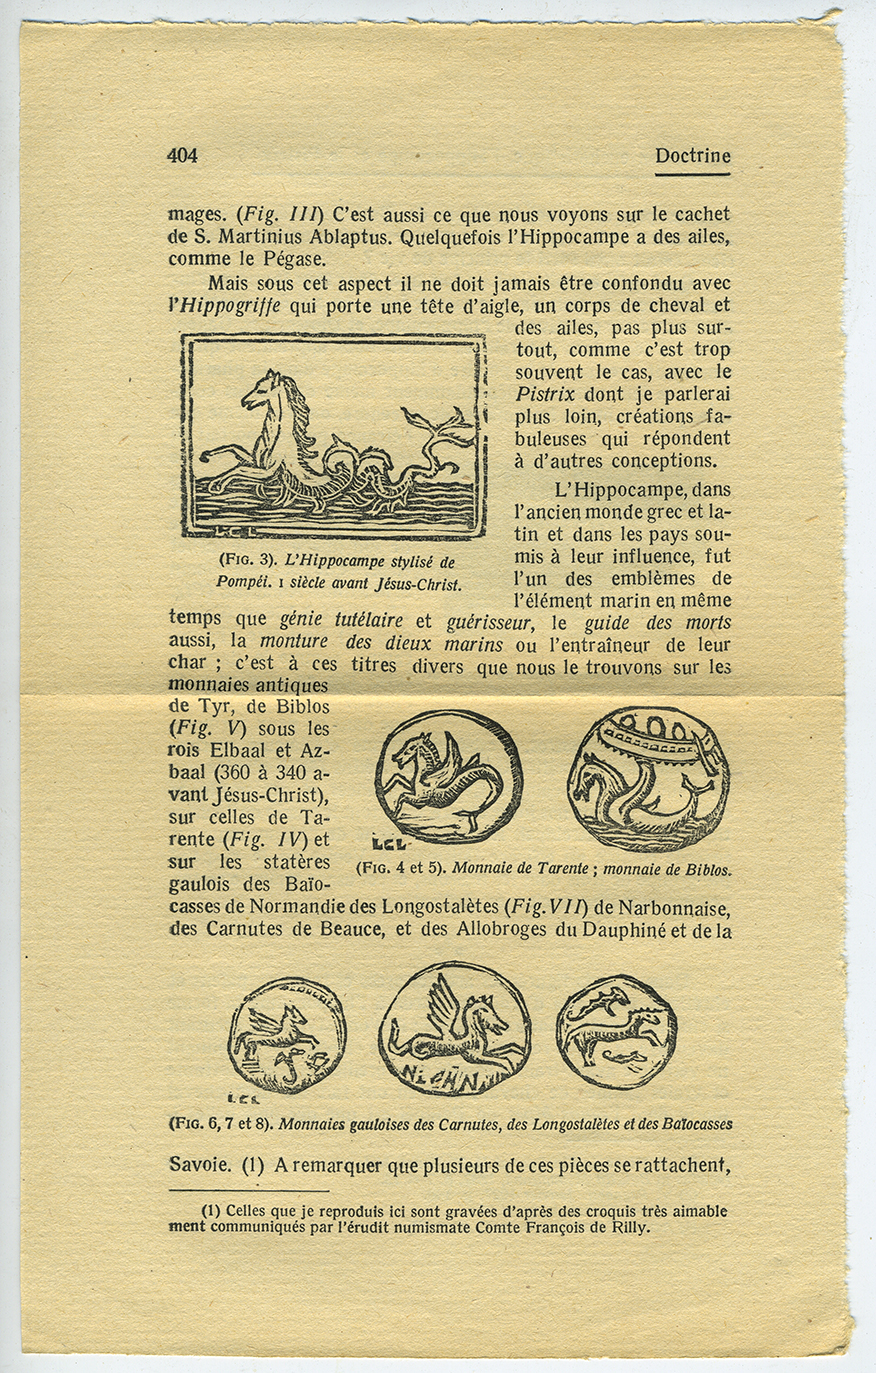 404 Doctrine
mages. (Fig. III) C'est aussi ce que nous voyons sur le cachet
de S. Martinius Ablaptus. Quelquefois l'Hippocampe a des ailes,
comme le Pégase.
Mais sous cet aspect il ne doit jamais être confondu avec
l'Hippogriffe qui porte une tête d'aigle, un corps de cheval et
des ailes, pas plus sur-
tout, comme c'est trop
souvent le cas, avec le
Pistrix dont je parlerai
plus loin, créations fa-
buleuses qui répondent
à d'autres conceptions.
LCL
(FIG. 3). L'Hippocampe stylisé de
Pompéi. I siècle avant Jésus-Christ.
L'Hippocampe, dans
l'ancien monde grec et la-
tin et dans les pays sou-
mis à leur influence, fut
l'un des emblèmes de
l'élément marin en même
temps que génie tutélaire et guérisseur, le guide des morts
aussi, la monture des dieux marins ou l'entraîneur de leur
char ; c'est à ces titres divers que nous le trouvons sur les
monnaies antiques
de Tyr, de Biblos
(Fig. V) sous les
rois Elbaal et Az-
baal (360 à 340 a-
vant Jésus-Christ),
sur celles de Ta-
rente (Fig. IV) et
sur les statères
gaulois des Baïo-
LCL
(FIG. 4 et 5). Monnaie de Tarente ; monnaie de Biblos.
casses de Normandie des Longostalètes (Fig. VII) de Narbonnaise,
des Carnutes de Beauce, et des Allobroges du Dauphiné et de la
LCL
(FIG. 6, 7 et 8). Monnaies gauloises des Carnutes, des Longostalètes et des Baïocasses
Savoie. (1) A remarquer que plusieurs de ces pièces se rattachent,
(1) Celles que je reproduis ici sont gravées d'après des croquis très aimable
ment communiqués par l'érudit numismate Comte François de Rilly.